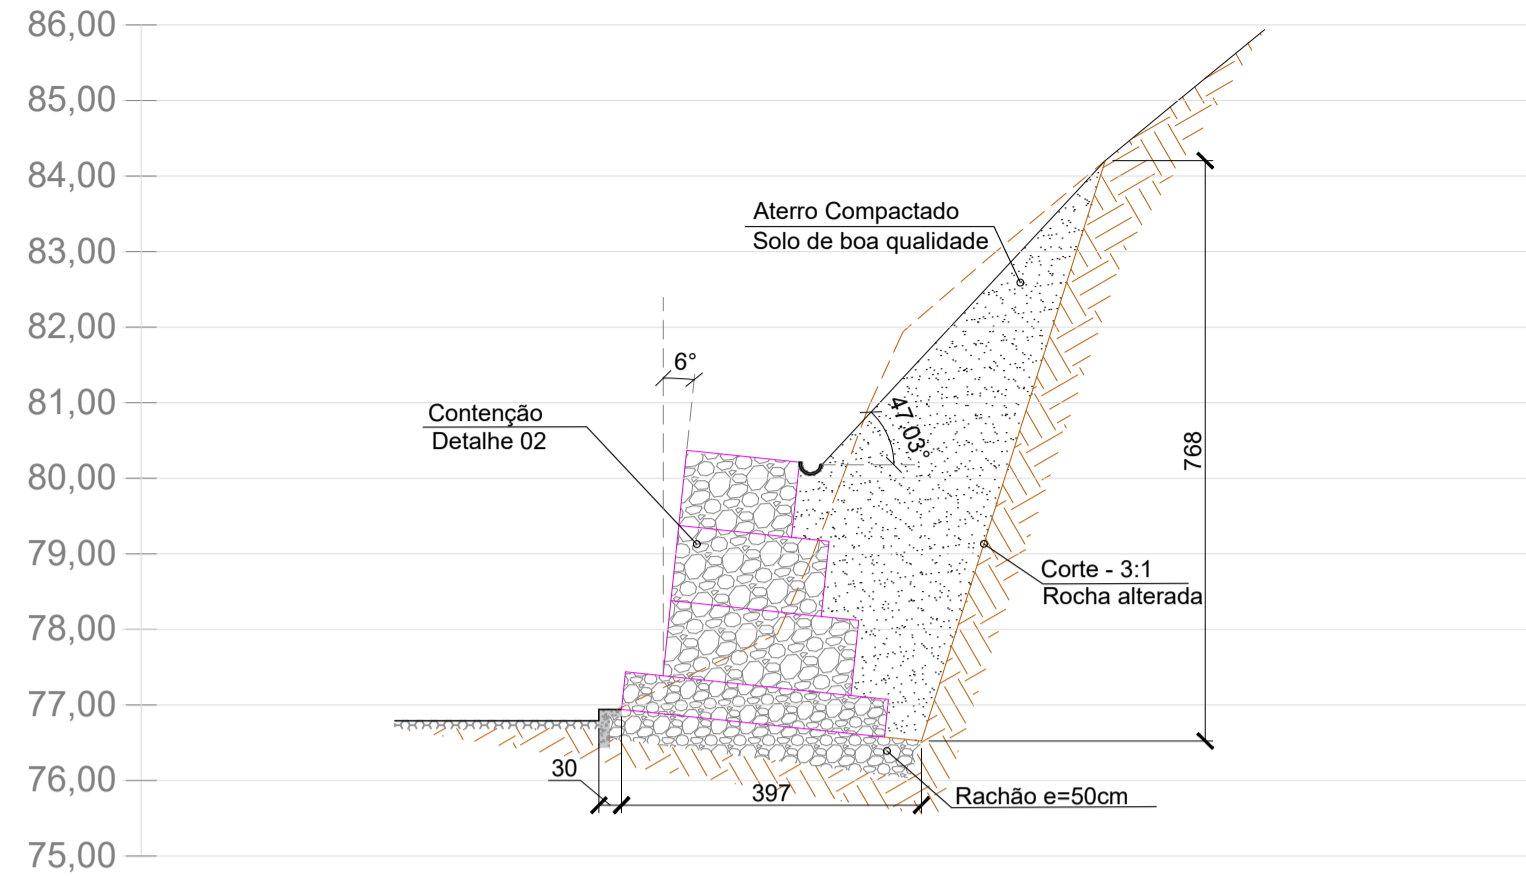 86,00
85,00
84,00
83,00
82,00
81,00
80,00
79,00
78,00
77,00
76,00
75,00
Aterro Compactado
Solo de boa qualidade
6°
Contenção
Detalhe 02
47.03°
768
Corte - 3:1
Rocha alterada
30
397
Rachão e=50cm